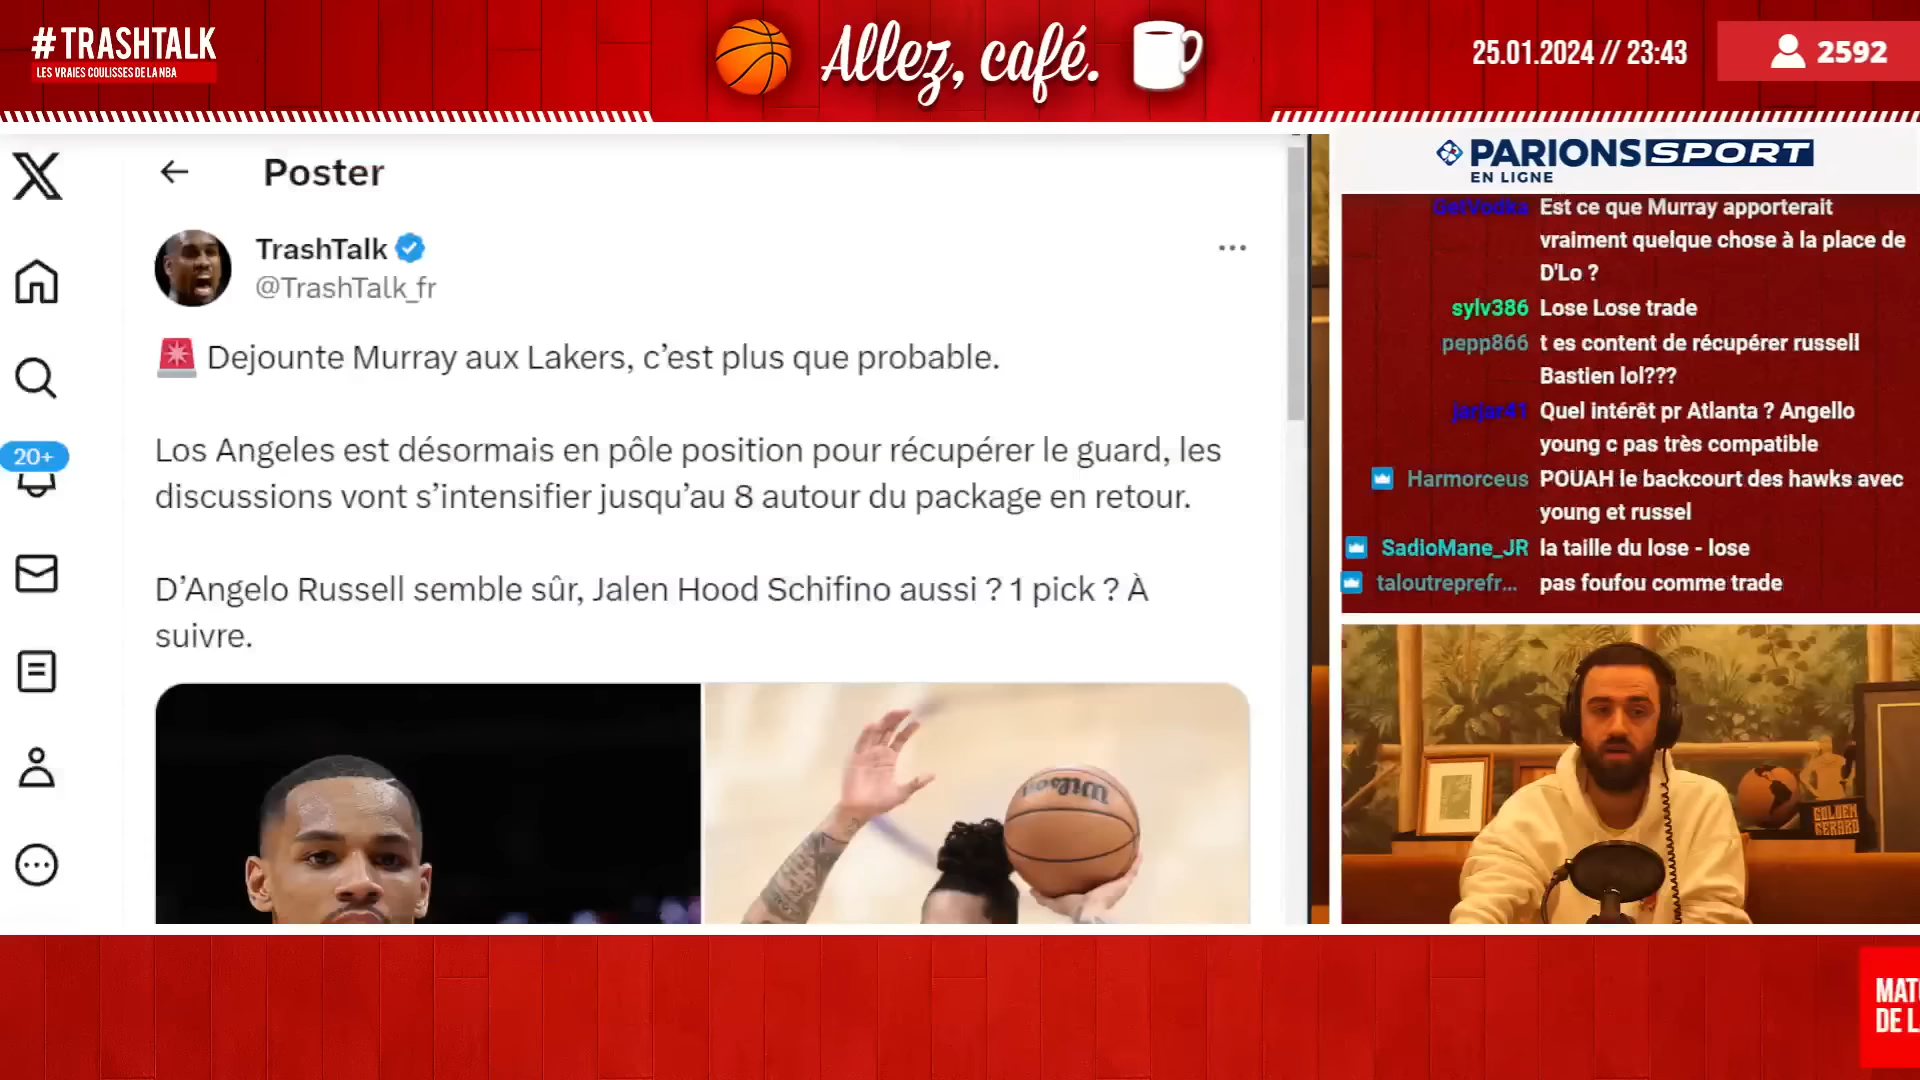 #TRASHTALK
LES VRAIES COULISSES DE LA NBA
Allez, café.
25.01.2024 // 23:43
2592
Poster
TrashTalk
@TrashTalk_fr
🚨 Dejounte Murray aux Lakers, c’est plus que probable.
Los Angeles est désormais en pôle position pour récupérer le guard, les
discussions vont s’intensifier jusqu’au 8 autour du package en retour.
D’Angelo Russell semble sûr, Jalen Hood Schifino aussi ? 1 pick ? À
suivre.
20+
Wilson
PARIONS SPORT
EN LIGNE
GetVodka Est ce que Murray apporterait
vraiment quelque chose à la place de
D'Lo ?
sylv386 Lose Lose trade
pepp866 t es content de récupérer russell
Bastien lol???
jarjar41 Quel intérêt pr Atlanta ? Angello
young c pas très compatible
Harmorceus POUAH le backcourt des hawks avec
young et russel
SadioMane_JR la taille du lose - lose
taloutreprefr... pas foufou comme trade
GOLDEN
GERARD
DE L